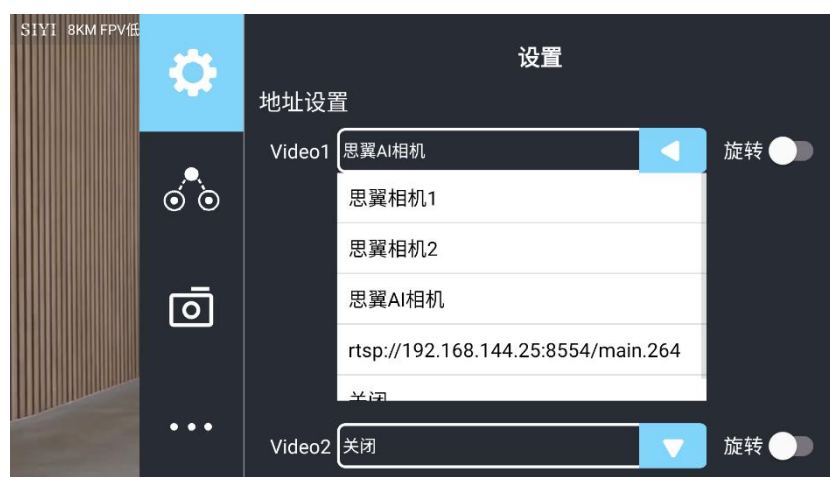 SIYI 8KM FPV低
设置
地址设置
Video1 思翼AI相机 旋转
思翼相机1
思翼相机2
思翼AI相机
rtsp://192.168.144.25:8554/main.264
关闭
Video2 关闭 旋转